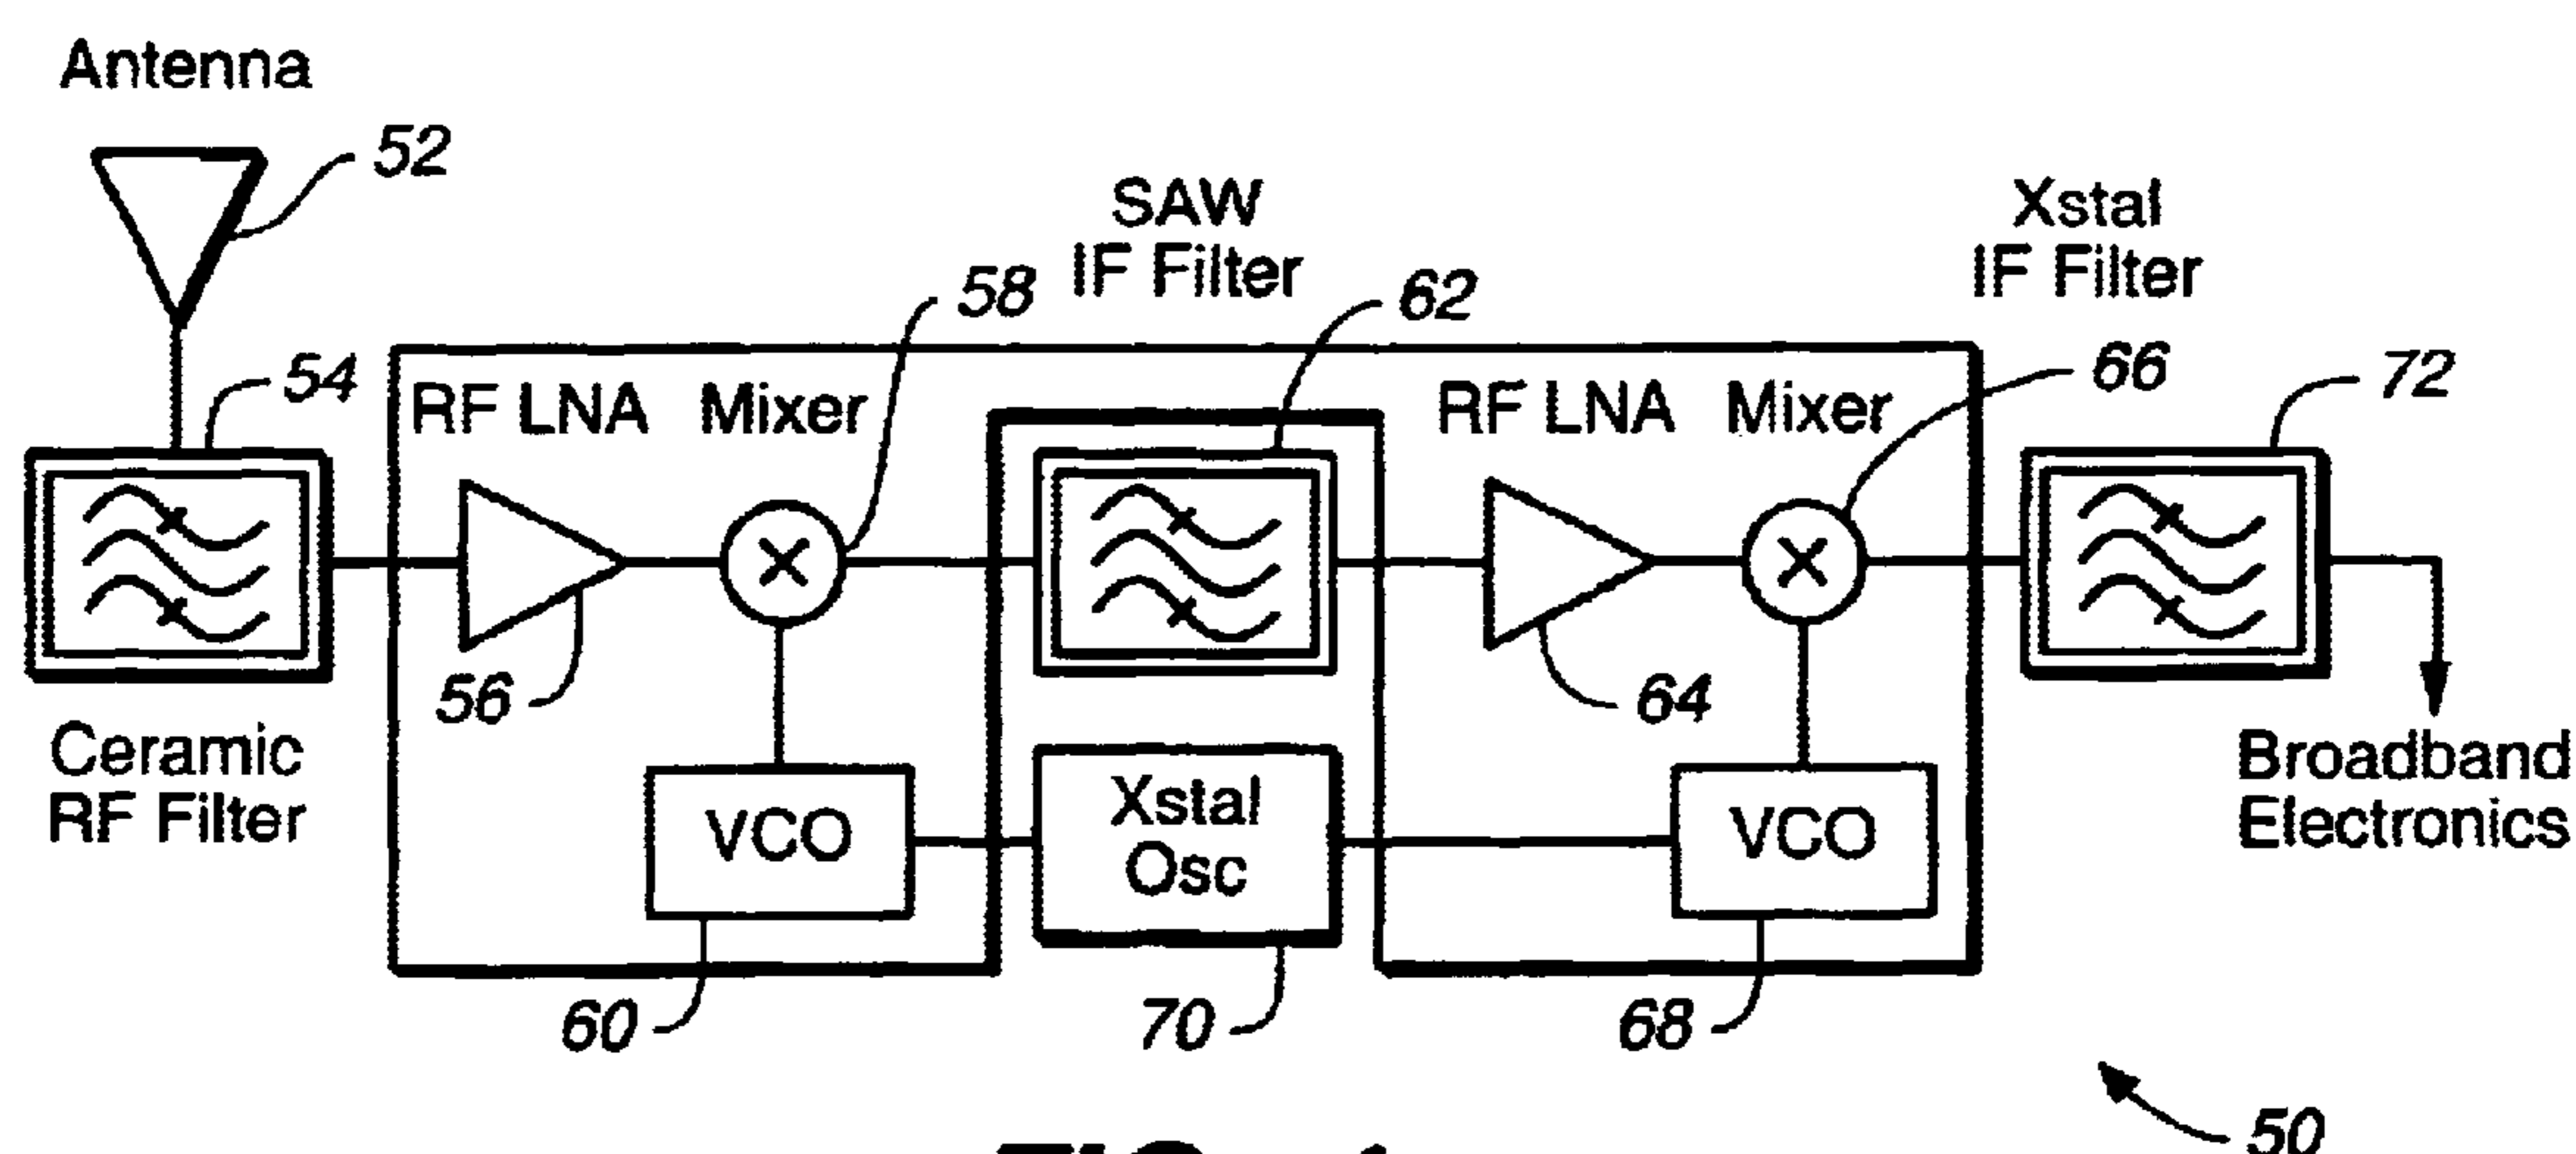 Antenna
52
SAW
IF Filter
Xstal
IF Filter
58
62
54
66
72
RF LNA
Mixer
RF LNA
Mixer
56
64
Ceramic
RF Filter
VCO
Xstal
Osc
VCO
Broadband
Electronics
60
70
68
50